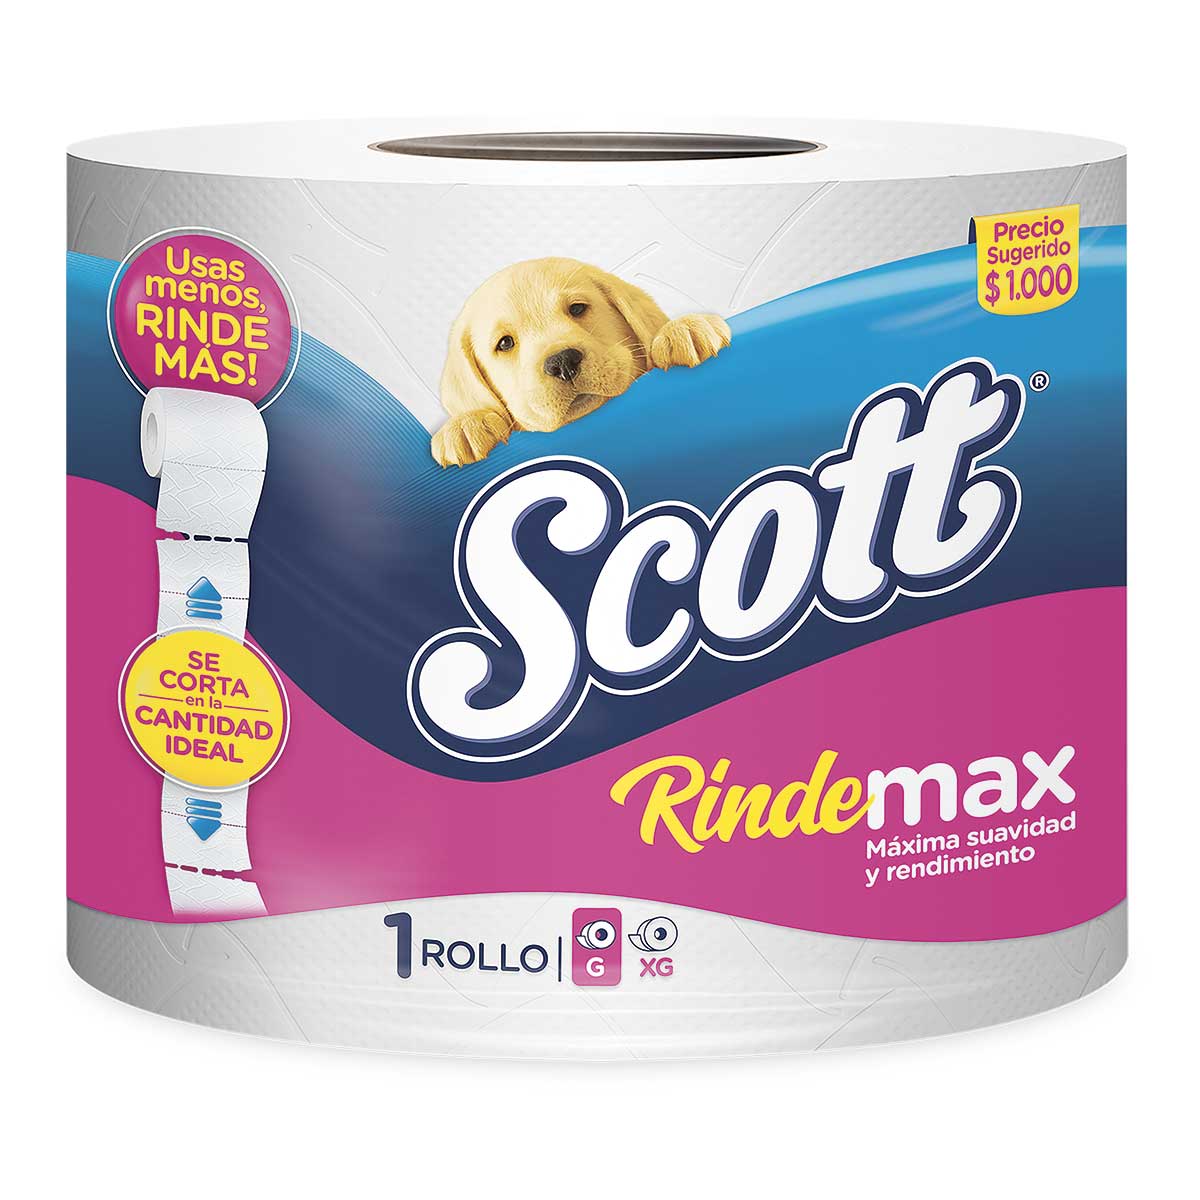 Usas
menos,
RINDE
MÁS!
Precio
Sugerido
$1.000
Scott®
SE
CORTA
en la
CANTIDAD
IDEAL
Rindemax
Máxima suavidad
y rendimiento
1 ROLLO | G XG